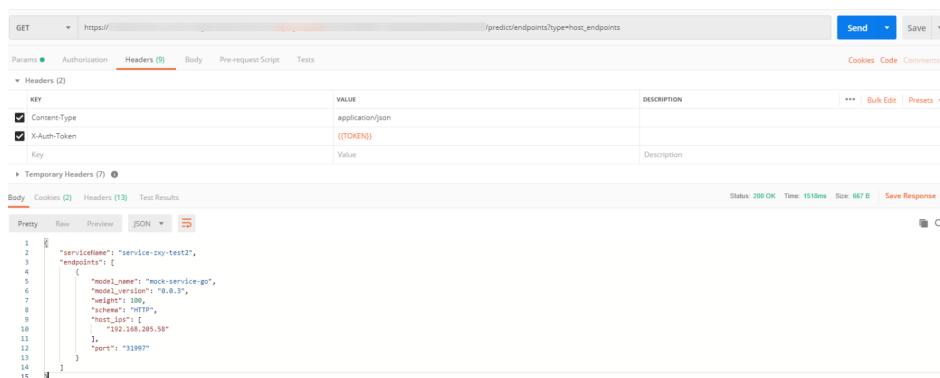 GET https:// /predict/endpoints?type=host_endpoints Send Save
Params Authorization Headers (9) Body Pre-request Script Tests Cookies Code Comments
Headers (2)
KEY VALUE DESCRIPTION ••• Bulk Edit Presets
Content-Type application/json
X-Auth-Token {{TOKEN}}
Key Value Description
Temporary Headers (7)
Body Cookies (2) Headers (13) Test Results Status: 200 OK Time: 1518ms Size: 667 B Save Response
Pretty Raw Preview JSON
1 {
2 "serviceName": "service-zxy-test2",
3 "endpoints": [
4 {
5 "model_name": "mock-service-go",
6 "model_version": "0.0.3",
7 "weight": 100,
8 "schema": "HTTP",
9 "host_ips": [
10 "192.168.205.58"
11 ],
12 "port": "31997"
13 }
14 ]
15 }